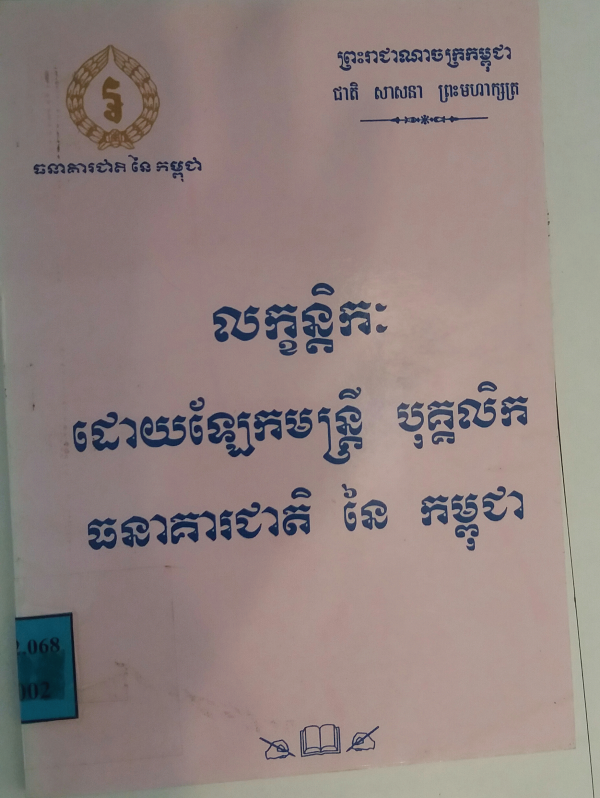 ព្រះរាជាណាចក្រកម្ពុជា
ជាតិ សាសនា ព្រះមហាក្សត្រ
ធនាគារជាតិ នៃ កម្ពុជា
លក្ខន្តិកៈ
ដោយឡែកមន្ត្រី បុគ្គលិក
ធនាគារជាតិ នៃ កម្ពុជា
2.068
002